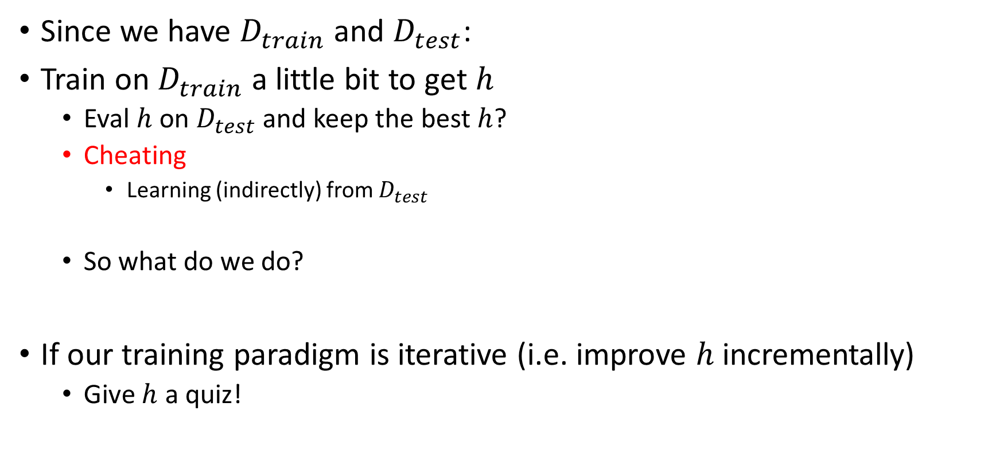 • Since we have $D_{train}$ and $D_{test}$:
• Train on $D_{train}$ a little bit to get $h$
• Eval $h$ on $D_{test}$ and keep the best $h$?
• Cheating
• Learning (indirectly) from $D_{test}$
• So what do we do?
• If our training paradigm is iterative (i.e. improve $h$ incrementally)
• Give $h$ a quiz!